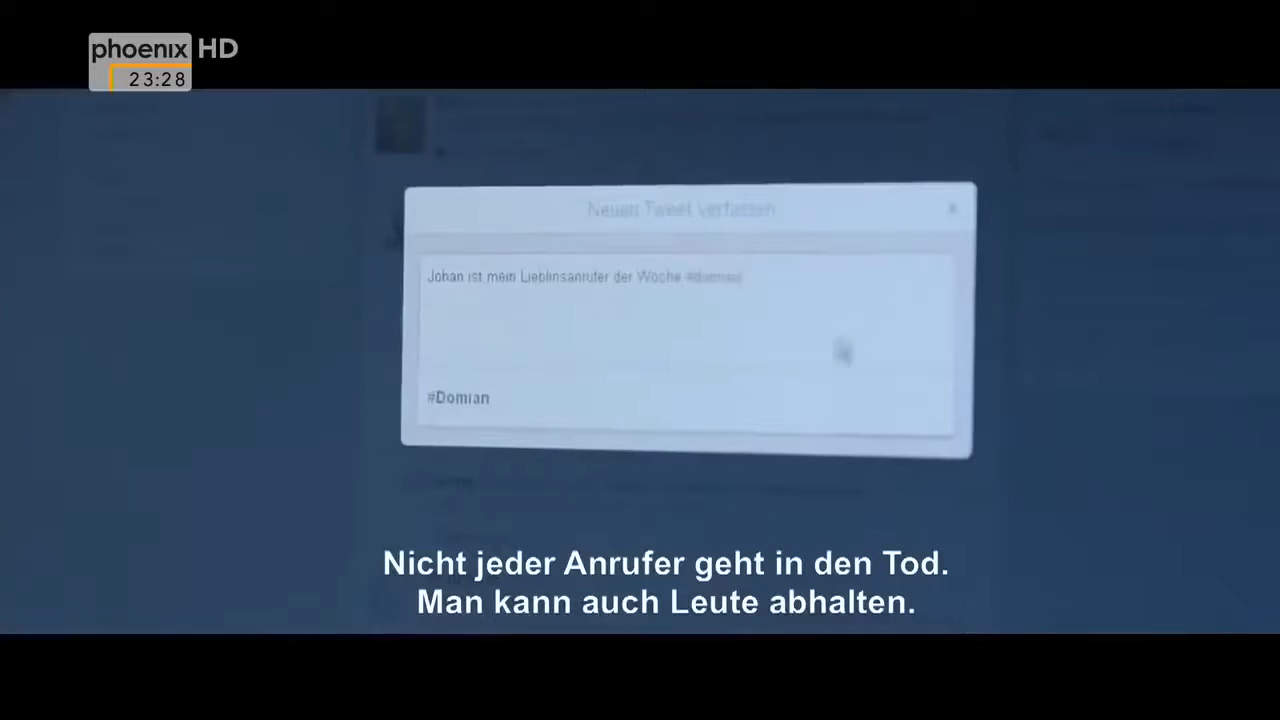 phoenix HD
23:28
Neuen Tweet verfassen
Johan ist mein Lieblinsanrufer der Woche #domian
#Domian
Nicht jeder Anrufer geht in den Tod.
Man kann auch Leute abhalten.